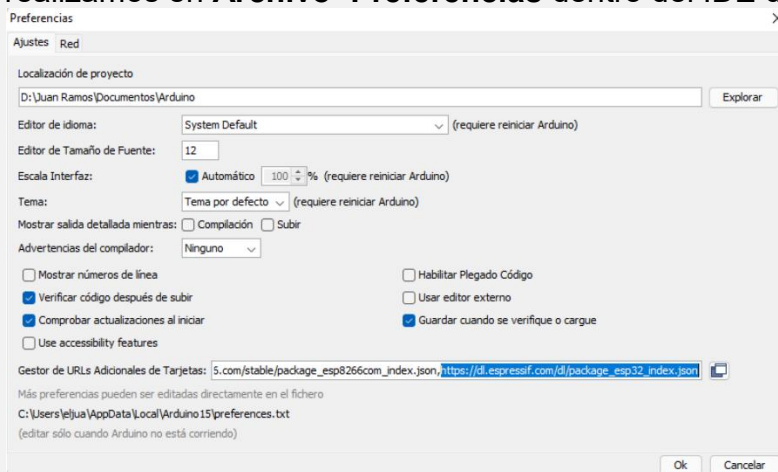 Preferencias
Ajustes Red
Localización de proyecto
D:\Juan Ramos\Documentos\Arduino Explorar
Editor de idioma: System Default (requiere reiniciar Arduino)
Editor de Tamaño de Fuente: 12
Escala Interfaz: Automático 100 % (requiere reiniciar Arduino)
Tema: Tema por defecto (requiere reiniciar Arduino)
Mostrar salida detallada mientras: Compilación Subir
Advertencias del compilador: Ninguno
Mostrar números de línea Habilitar Plegado Código
Verificar código después de subir Usar editor externo
Comprobar actualizaciones al iniciar Guardar cuando se verifique o cargue
Use accessibility features
Gestor de URLs Adicionales de Tarjetas: 5.com/stable/package_esp8266com_index.json,https://dl.espressif.com/dl/package_esp32_index.json
Más preferencias pueden ser editadas directamente en el fichero
C:\Users\eljua\AppData\Local\Arduino15\preferences.txt
(editar sólo cuando Arduino no está corriendo)
Ok Cancelar